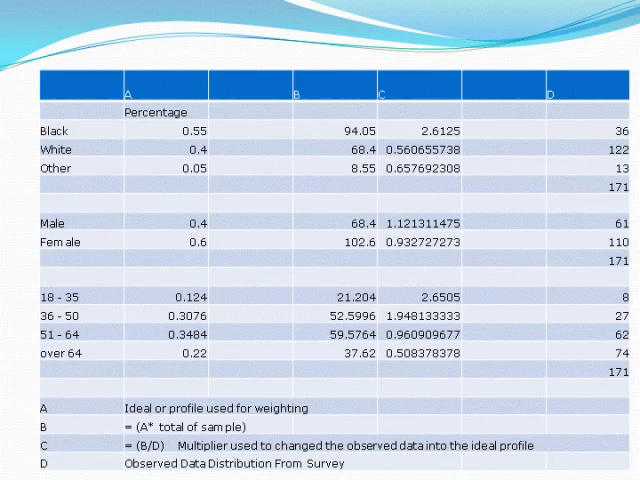 A B C D
Percentage
Black 0.55 94.05 2.6125 36
White 0.4 68.4 0.560655738 122
Other 0.05 8.55 0.657692308 13
171
Male 0.4 68.4 1.121311475 61
Female 0.6 102.6 0.932727273 110
171
18 - 35 0.124 21.204 2.6505 8
36 - 50 0.3076 52.5996 1.948133333 27
51 - 64 0.3484 59.5764 0.960909677 62
over 64 0.22 37.62 0.508378378 74
171
A Ideal or profile used for weighting
B = (A* total of sample)
C = (B/D) Multiplier used to changed the observed data into the ideal profile
D Observed Data Distribution From Survey